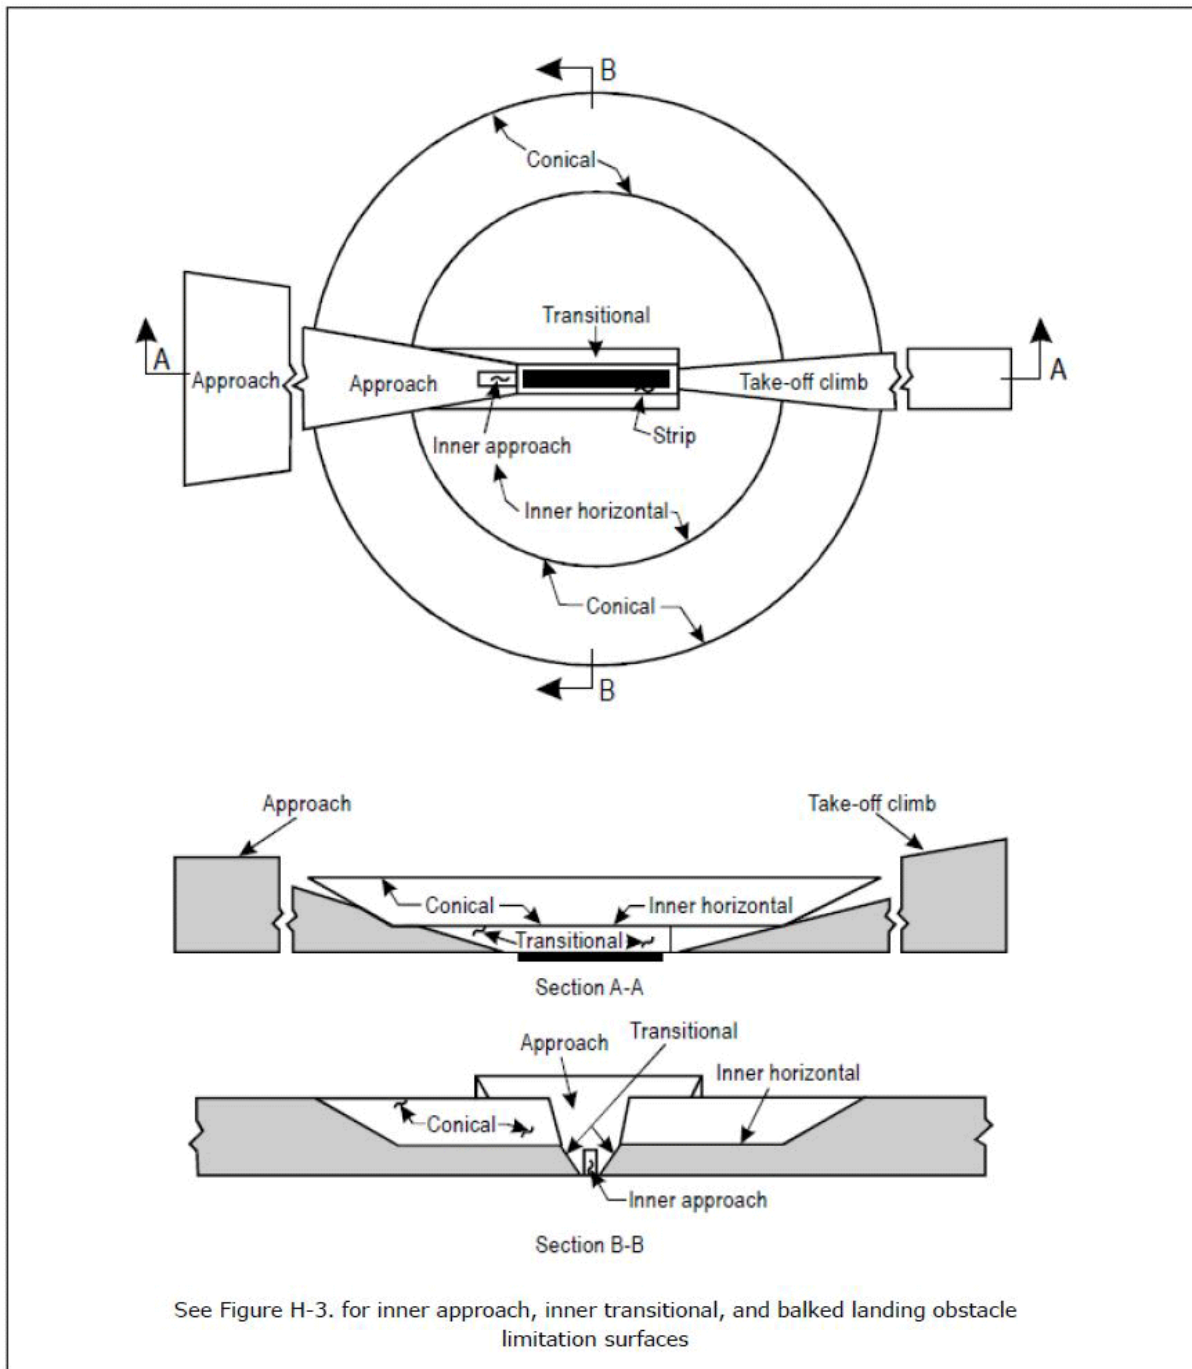 B
Conical
Transitional
A
Approach
Approach
Take-off climb
A
Strip
Inner approach
Inner horizontal
Conical
B
Approach
Take-off climb
Conical
Inner horizontal
Transitional
Section A-A
Transitional
Approach
Inner horizontal
Conical
Inner approach
Section B-B
See Figure H-3. for inner approach, inner transitional, and balked landing obstacle
limitation surfaces